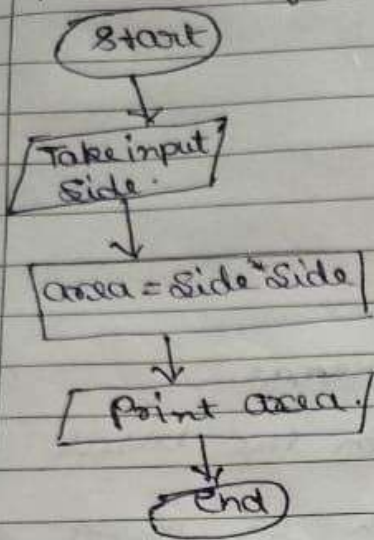 Start
Take input
Side.
area = Side*Side
Print area.
End